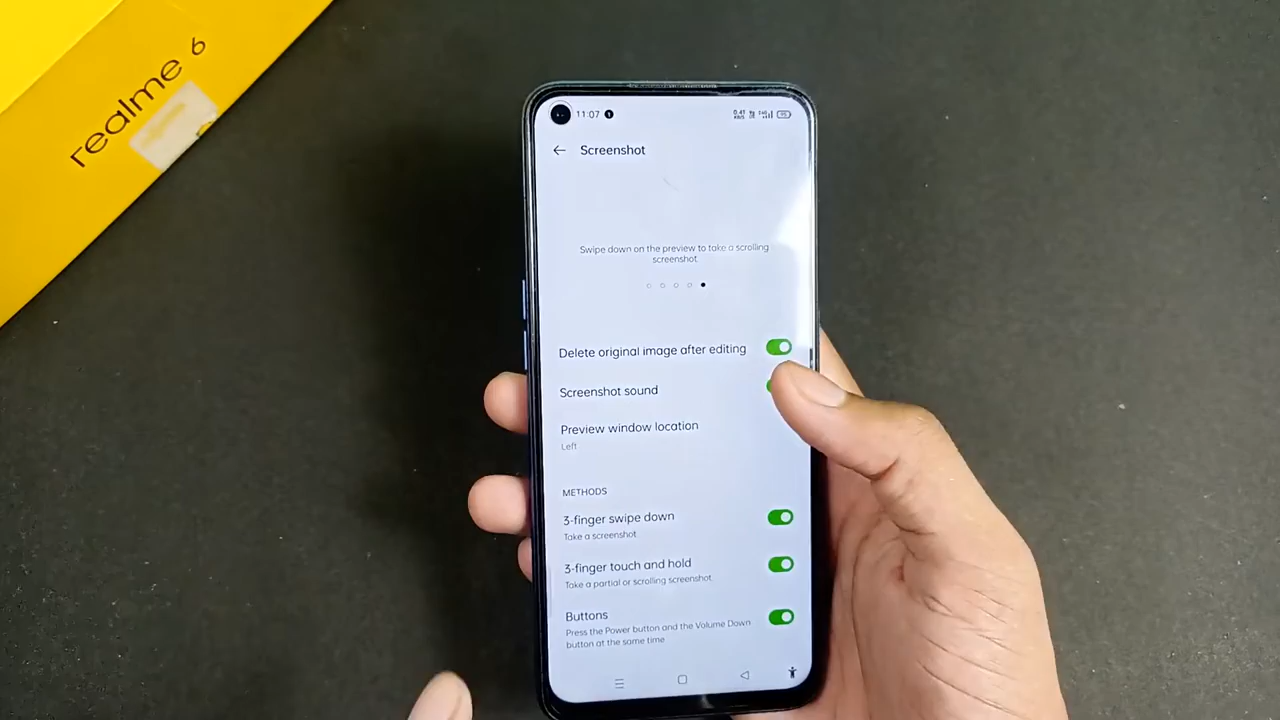 realme 6
11:07
Screenshot
Swipe down on the preview to take a scrolling
screenshot
Delete original image after editing
Screenshot sound
Preview window location
Left
METHODS
3-finger swipe down
Take a screenshot
3-finger touch and hold
Take a partial or scrolling screenshot
Buttons
Press the Power button and the Volume Down
button at the same time